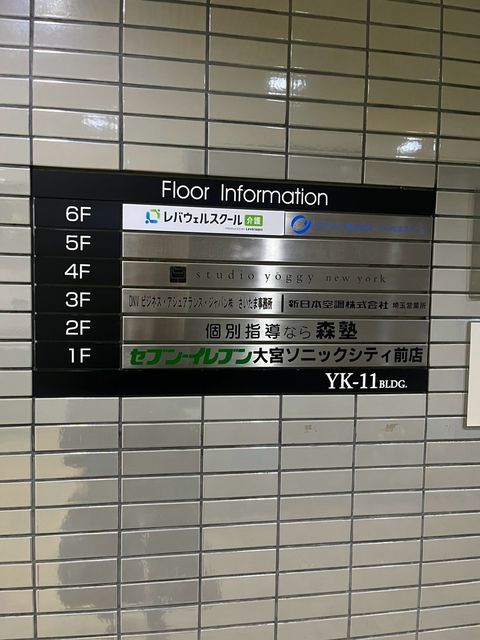 Floor Information
6F レバウェルスクール 介護
5F
4F studio yoggy new york
3F DNV ビジネス・アシュアランス・ジャパン㈱ さいたま事務所 新日本空調株式会社 埼玉営業所
2F 個別指導なら 森塾
1F セブン-イレブン大宮ソニックシティ前店
YK-11 BLDG.